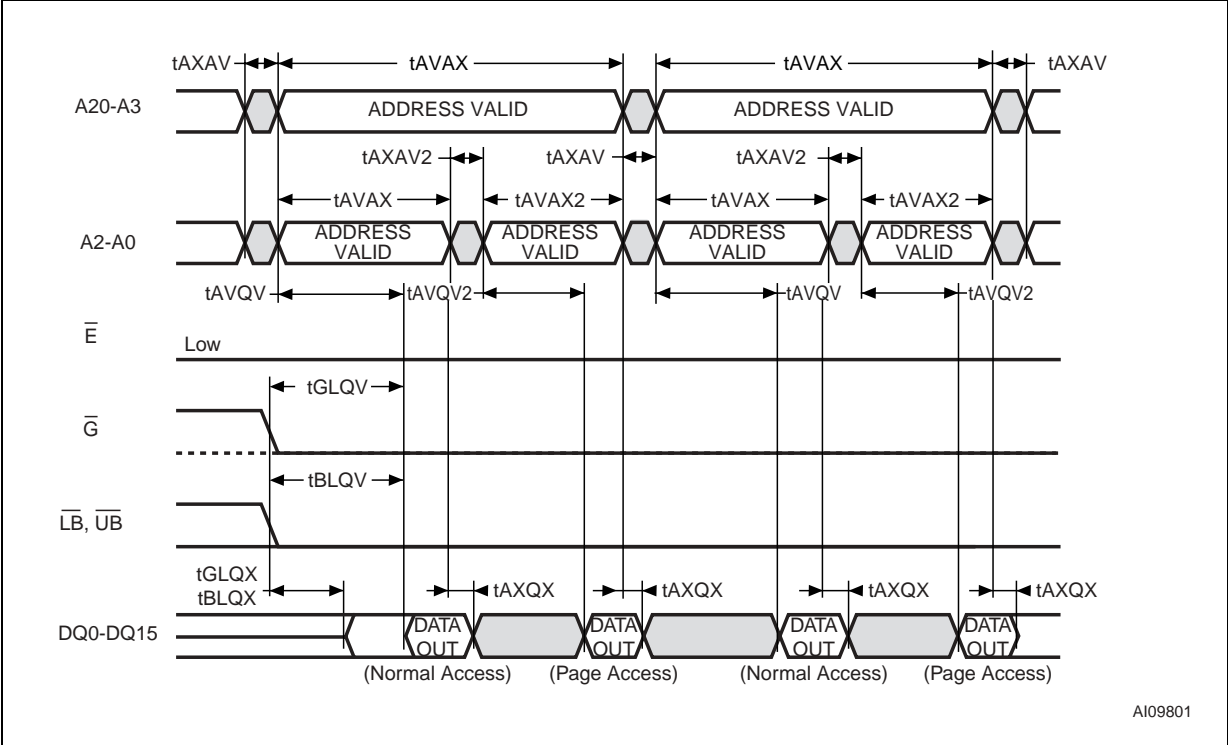 tAXAV tAVAX tAVAX tAXAV
A20-A3 ADDRESS VALID ADDRESS VALID
tAXAV2 tAXAV tAXAV2
tAVAX tAVAX2 tAVAX tAVAX2
A2-A0 ADDRESS VALID ADDRESS VALID ADDRESS VALID ADDRESS VALID
tAVQV tAVQV2 tAVQV tAVQV2
E
Low
tGLQV
G
tBLQV
LB, UB
tGLQX
tBLQX
tAXQX tAXQX tAXQX tAXQX
DQ0-DQ15 DATA OUT DATA OUT DATA OUT DATA OUT
(Normal Access) (Page Access) (Normal Access) (Page Access)
AI09801